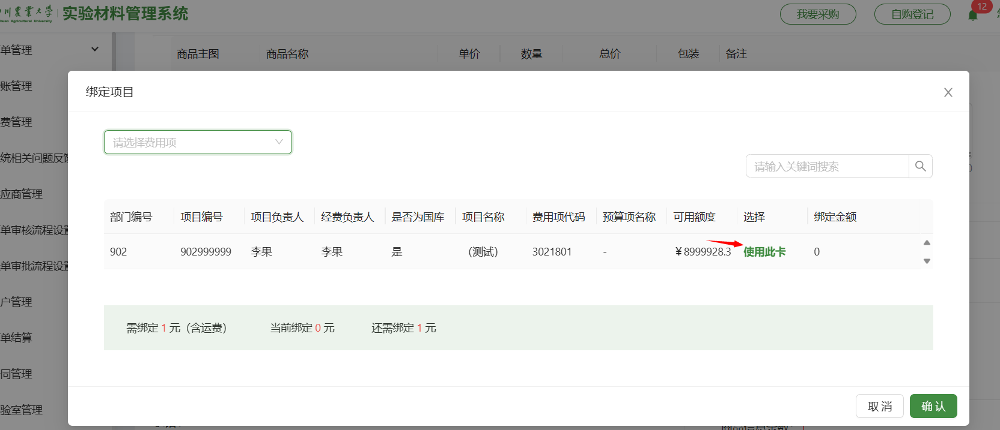 川農業大学 实验材料管理系统
Sichuan Agricultural University
我要采购 自购登记 12
单管理
商品主图 商品名称 单价 数量 总价 包装 备注
账管理
费管理
统相关问题反馈
应商管理
单审核流程设置
单审批流程设置
户管理
单结算
同管理
验室管理
绑定项目
请选择费用项
请输入关键词搜索
部门编号 项目编号 项目负责人 经费负责人 是否为国库 项目名称 费用项代码 预算项名称 可用额度 选择 绑定金额
902 902999999 李果 李果 是 （测试） 3021801 - ¥8999928.3 使用此卡 0
需绑定 1 元（含运费） 当前绑定 0 元 还需绑定 1 元
取消 确认